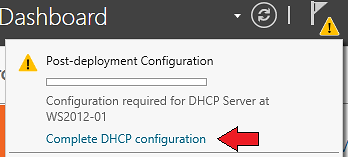 Dashboard
Post-deployment Configuration
Configuration required for DHCP Server at
WS2012-01
Complete DHCP configuration